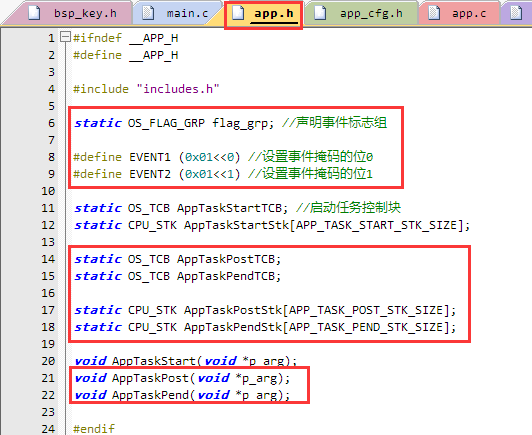 bsp_key.h main.c app.h app_cfg.h app.c
1 #ifndef __APP_H
2 #define __APP_H
3
4 #include "includes.h"
5
6 static OS_FLAG_GRP flag_grp; //声明事件标志组
7
8 #define EVENT1 (0x01<<0) //设置事件掩码的位0
9 #define EVENT2 (0x01<<1) //设置事件掩码的位1
10
11 static OS_TCB AppTaskStartTCB; //启动任务控制块
12 static CPU_STK AppTaskStartStk[APP_TASK_START_STK_SIZE];
13
14 static OS_TCB AppTaskPostTCB;
15 static OS_TCB AppTaskPendTCB;
16
17 static CPU_STK AppTaskPostStk[APP_TASK_POST_STK_SIZE];
18 static CPU_STK AppTaskPendStk[APP_TASK_PEND_STK_SIZE];
19
20 void AppTaskStart(void *p_arg);
21 void AppTaskPost(void *p_arg);
22 void AppTaskPend(void *p_arg);
23
24 #endif